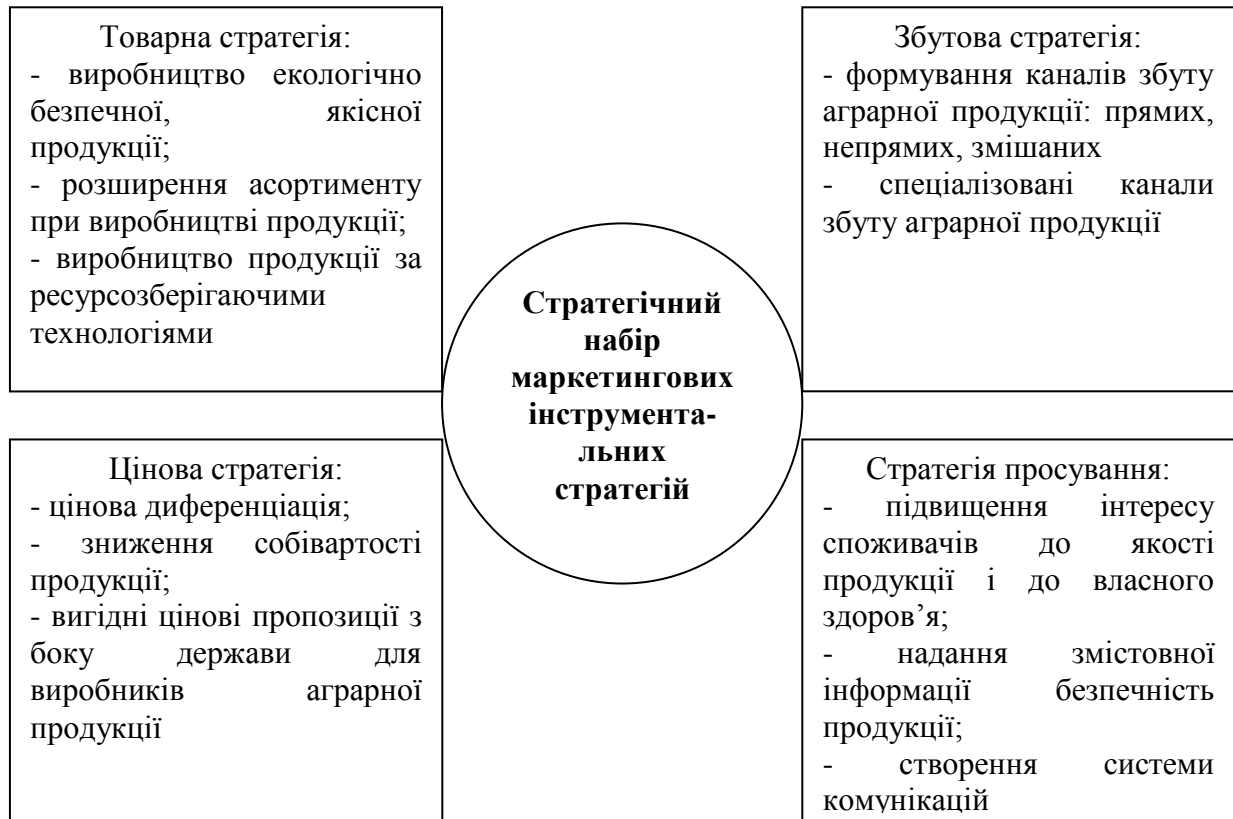 Товарна стратегія:
- виробництво екологічно
безпечної, якісної
продукції;
- розширення асортименту
при виробництві продукції;
- виробництво продукції за
ресурсозберігаючими
технологіями
Збутова стратегія:
- формування каналів збуту
аграрної продукції: прямих,
непрямих, змішаних
- спеціалізовані канали
збуту аграрної продукції
Стратегічний
набір
маркетингових
інструмента-
льних
стратегій
Цінова стратегія:
- цінова диференціація;
- зниження собівартості
продукції;
- вигідні цінові пропозиції з
боку держави для
виробників аграрної
продукції
Стратегія просування:
- підвищення інтересу
споживачів до якості
продукції і до власного
здоров’я;
- надання змістовної
інформації безпечність
продукції;
- створення системи
комунікацій